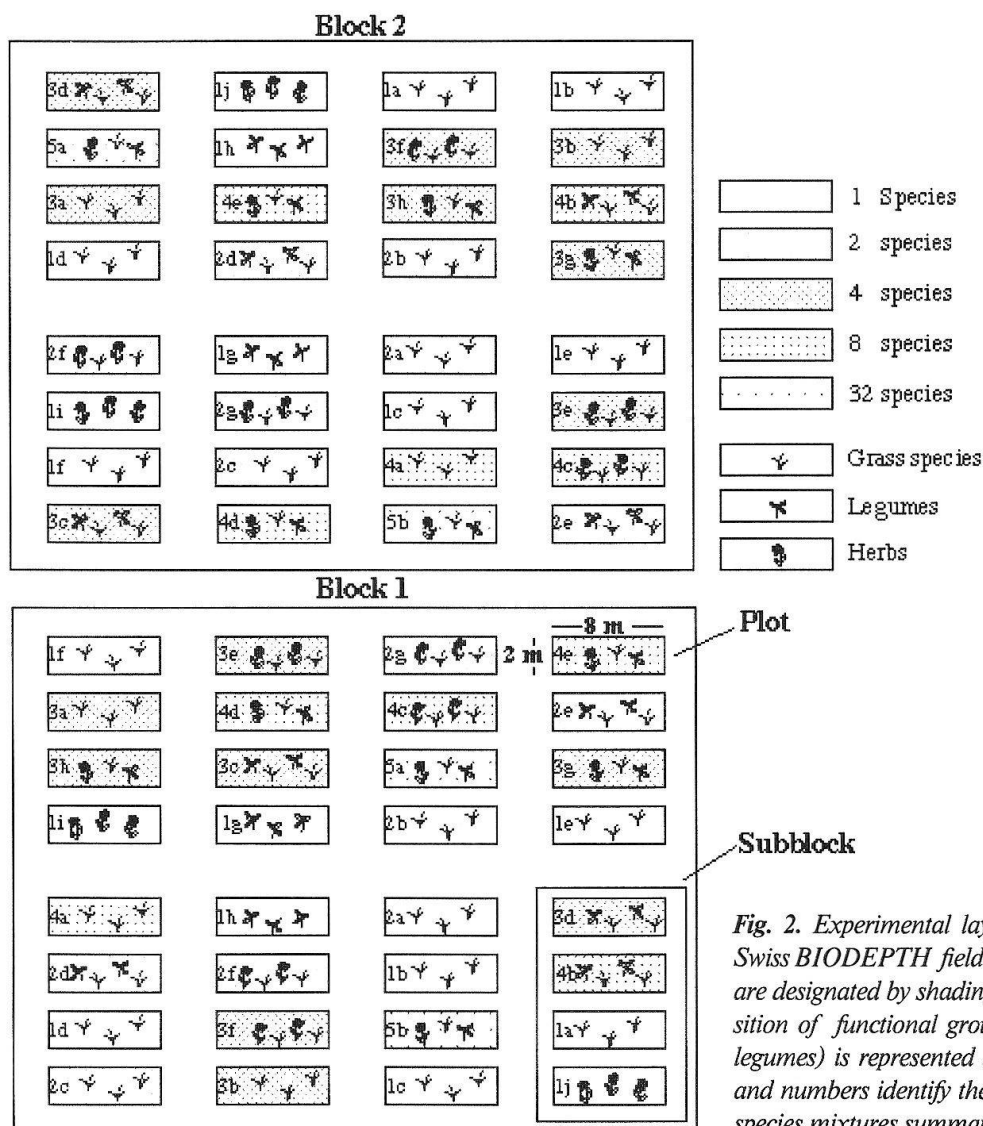 Block 2
3d 1j 1a 1b
5a 1h 3f 3b
3a 4e 3h 4b
1d 2d 2b 3g
2f 1g 2a 1e
1i 2g 1c 3e
1f 2c 4a 4c
3c 4d 5b 2e
1 Species
2 species
4 species
8 species
32 species
Grass species
Legumes
Herbs
Block 1
8 m
2 m
Plot
1f 3e 2g 4e
3a 4d 4c 2e
3h 3c 5a 3g
1i 1g 2b 1e
Subblock
4a 1h 2a 3d
2d 2f 1b 4b
1d 3f 5b 1a
2c 3b 1c 1j
Fig. 2. Experimental lay
Swiss BIODEPTH field
are designated by shadin
sition of functional grou
legumes) is represented
and numbers identify the
species mixtures summa